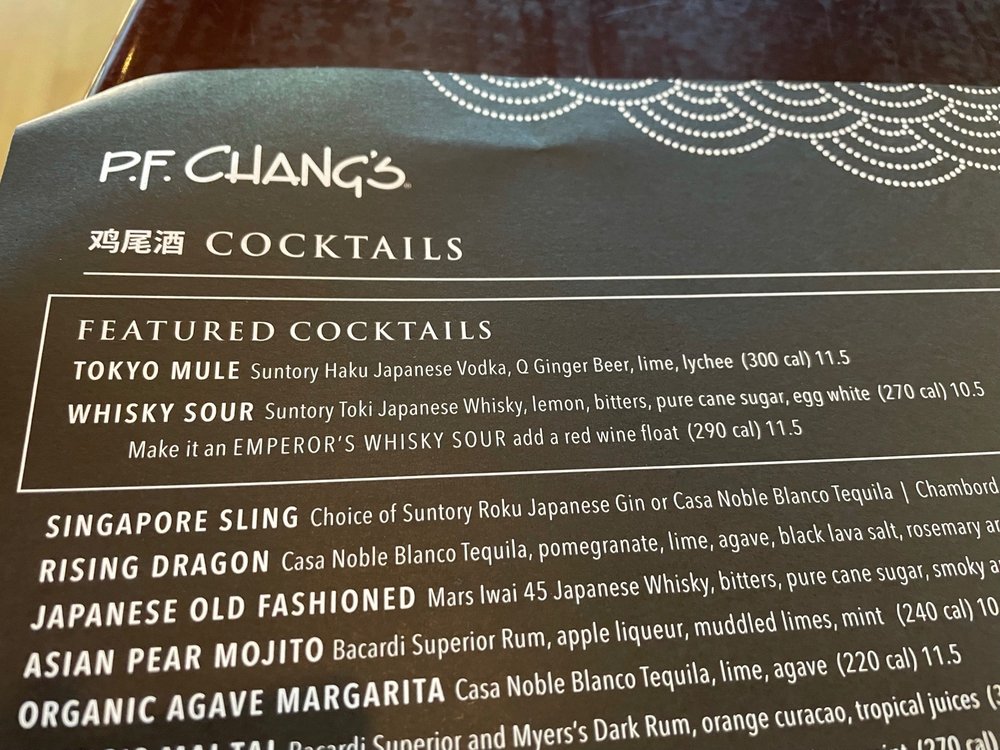 P.F. CHANG'S
鸡尾酒 COCKTAILS
FEATURED COCKTAILS
TOKYO MULE Suntory Haku Japanese Vodka, Q Ginger Beer, lime, lychee (300 cal) 11.5
WHISKY SOUR Suntory Toki Japanese Whisky, lemon, bitters, pure cane sugar, egg white (270 cal) 10.5
Make it an EMPEROR'S WHISKY SOUR add a red wine float (290 cal) 11.5
SINGAPORE SLING Choice of Suntory Roku Japanese Gin or Casa Noble Blanco Tequila | Chambord
RISING DRAGON Casa Noble Blanco Tequila, pomegranate, lime, agave, black lava salt, rosemary
JAPANESE OLD FASHIONED Mars Iwai 45 Japanese Whisky, bitters, pure cane sugar, smoky
ASIAN PEAR MOJITO Bacardi Superior Rum, apple liqueur, muddled limes, mint (240 cal) 10
ORGANIC AGAVE MARGARITA Casa Noble Blanco Tequila, lime, agave (220 cal) 11.5
MAI TAI Bacardi Superior and Myers's Dark Rum, orange curacao, tropical juices
(270 cal)